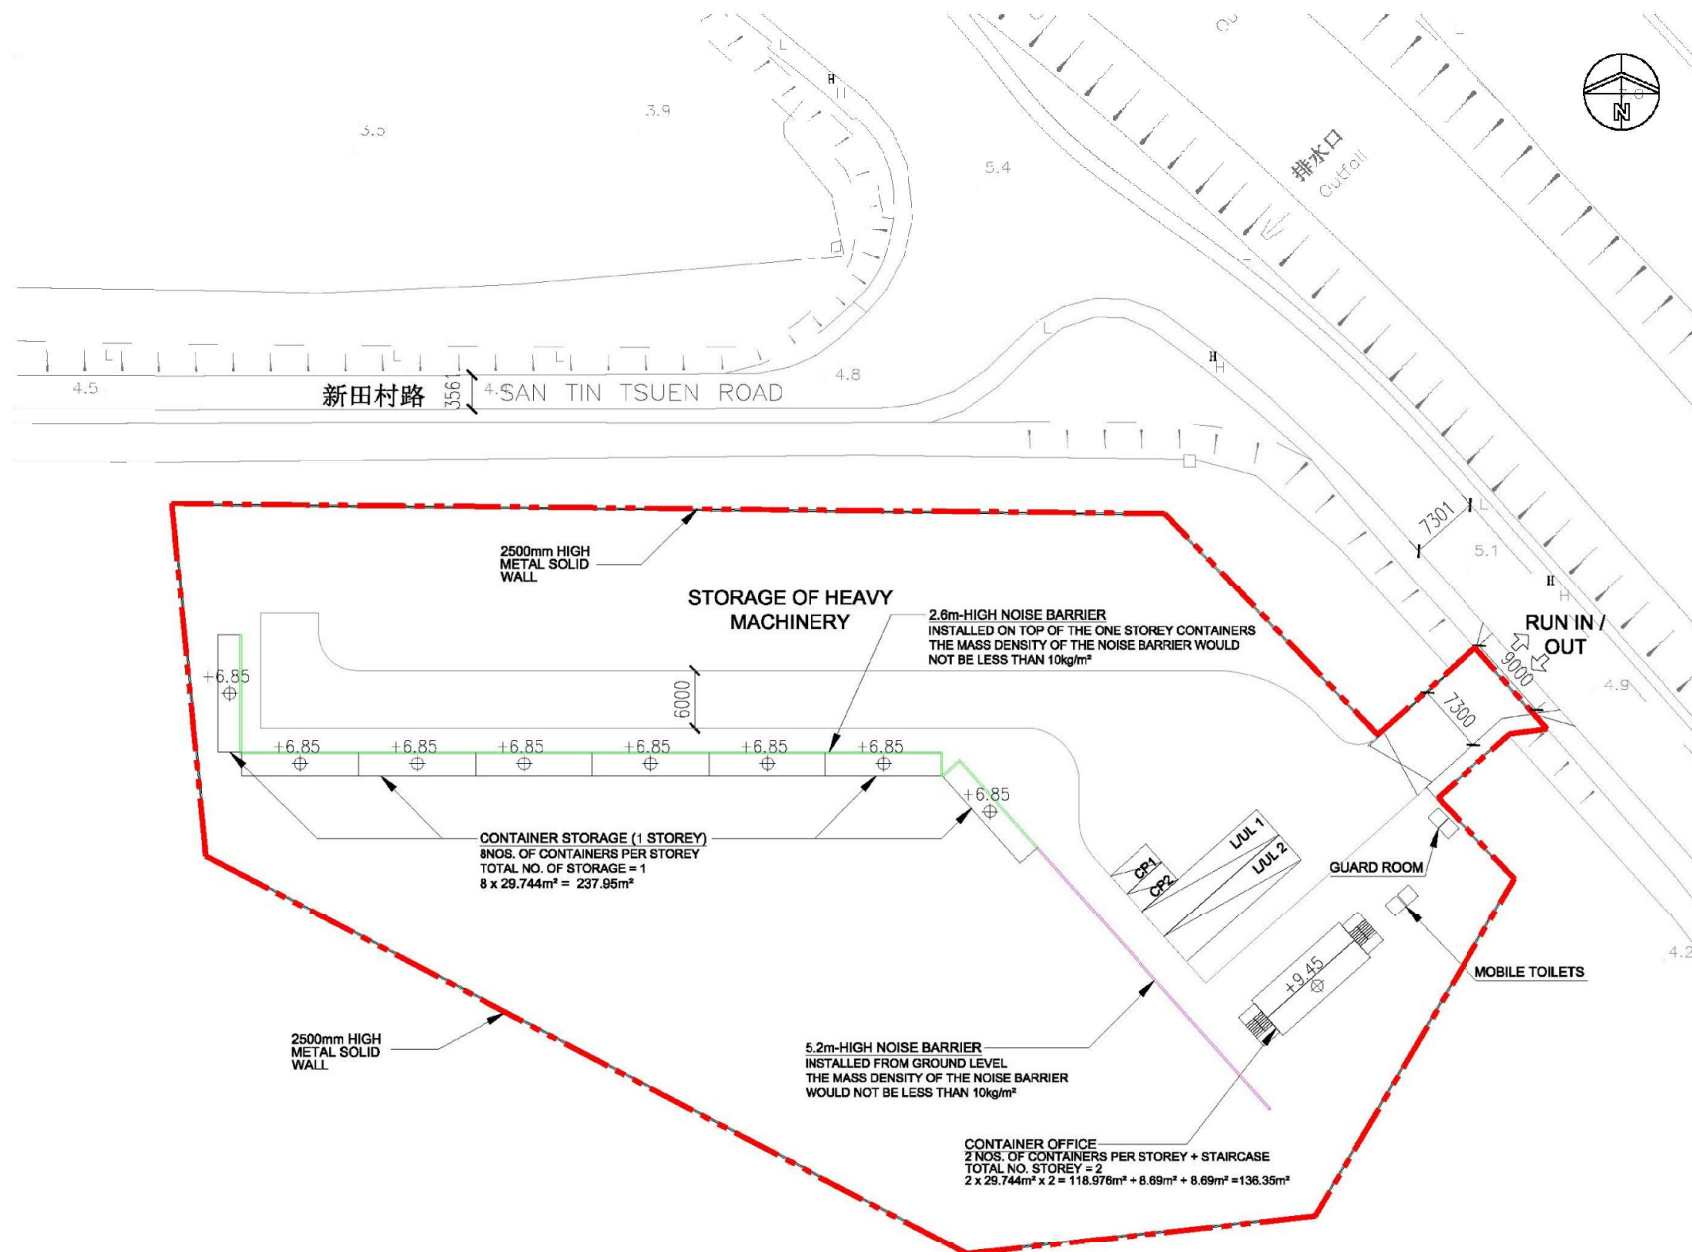 H
3.9
3.5
N
排水口
Outfall
5.4
L
H
H
L
L
L
4.5
新田村路
3561
SAN TIN TSUEN ROAD
4.8
7301
L
5.1
2500mm HIGH
METAL SOLID
WALL
STORAGE OF HEAVY
MACHINERY
2.6m-HIGH NOISE BARRIER
INSTALLED ON TOP OF THE ONE STOREY CONTAINERS
THE MASS DENSITY OF THE NOISE BARRIER WOULD
NOT BE LESS THAN 10kg/m²
H
H
RUN IN /
OUT
9000
4.9
+6.85
6000
7300
+6.85
+6.85
+6.85
+6.85
+6.85
+6.85
+6.85
CONTAINER STORAGE (1 STOREY)
8NOS. OF CONTAINERS PER STOREY
TOTAL NO. OF STORAGE = 1
8 x 29.744m² = 237.95m²
L/UL 1
L/UL 2
CP1
CP2
GUARD ROOM
MOBILE TOILETS
4.2
+9.45
2500mm HIGH
METAL SOLID
WALL
5.2m-HIGH NOISE BARRIER
INSTALLED FROM GROUND LEVEL
THE MASS DENSITY OF THE NOISE BARRIER
WOULD NOT BE LESS THAN 10kg/m²
CONTAINER OFFICE
2 NOS. OF CONTAINERS PER STOREY + STAIRCASE
TOTAL NO. STOREY = 2
2 x 29.744m² x 2 = 118.976m² + 8.69m² + 8.69m² =136.35m²